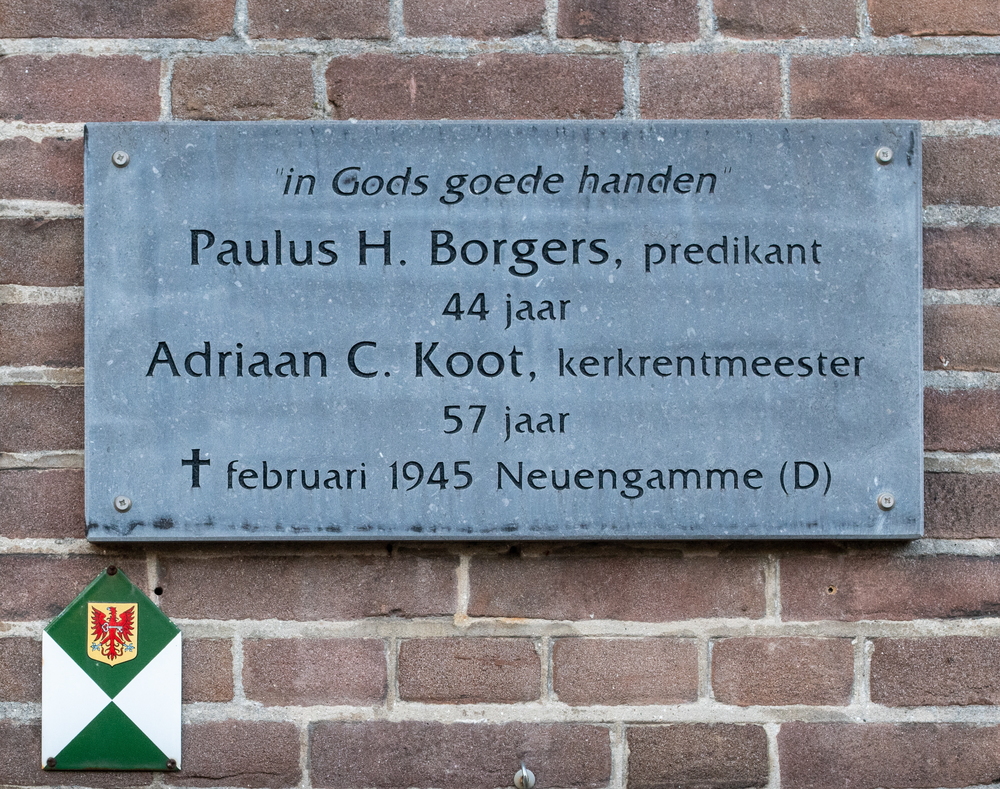 "in Gods goede handen"
Paulus H. Borgers, predikant
44 jaar
Adriaan C. Koot, kerkrentmeester
57 jaar
✝ februari 1945 Neuengamme (D)